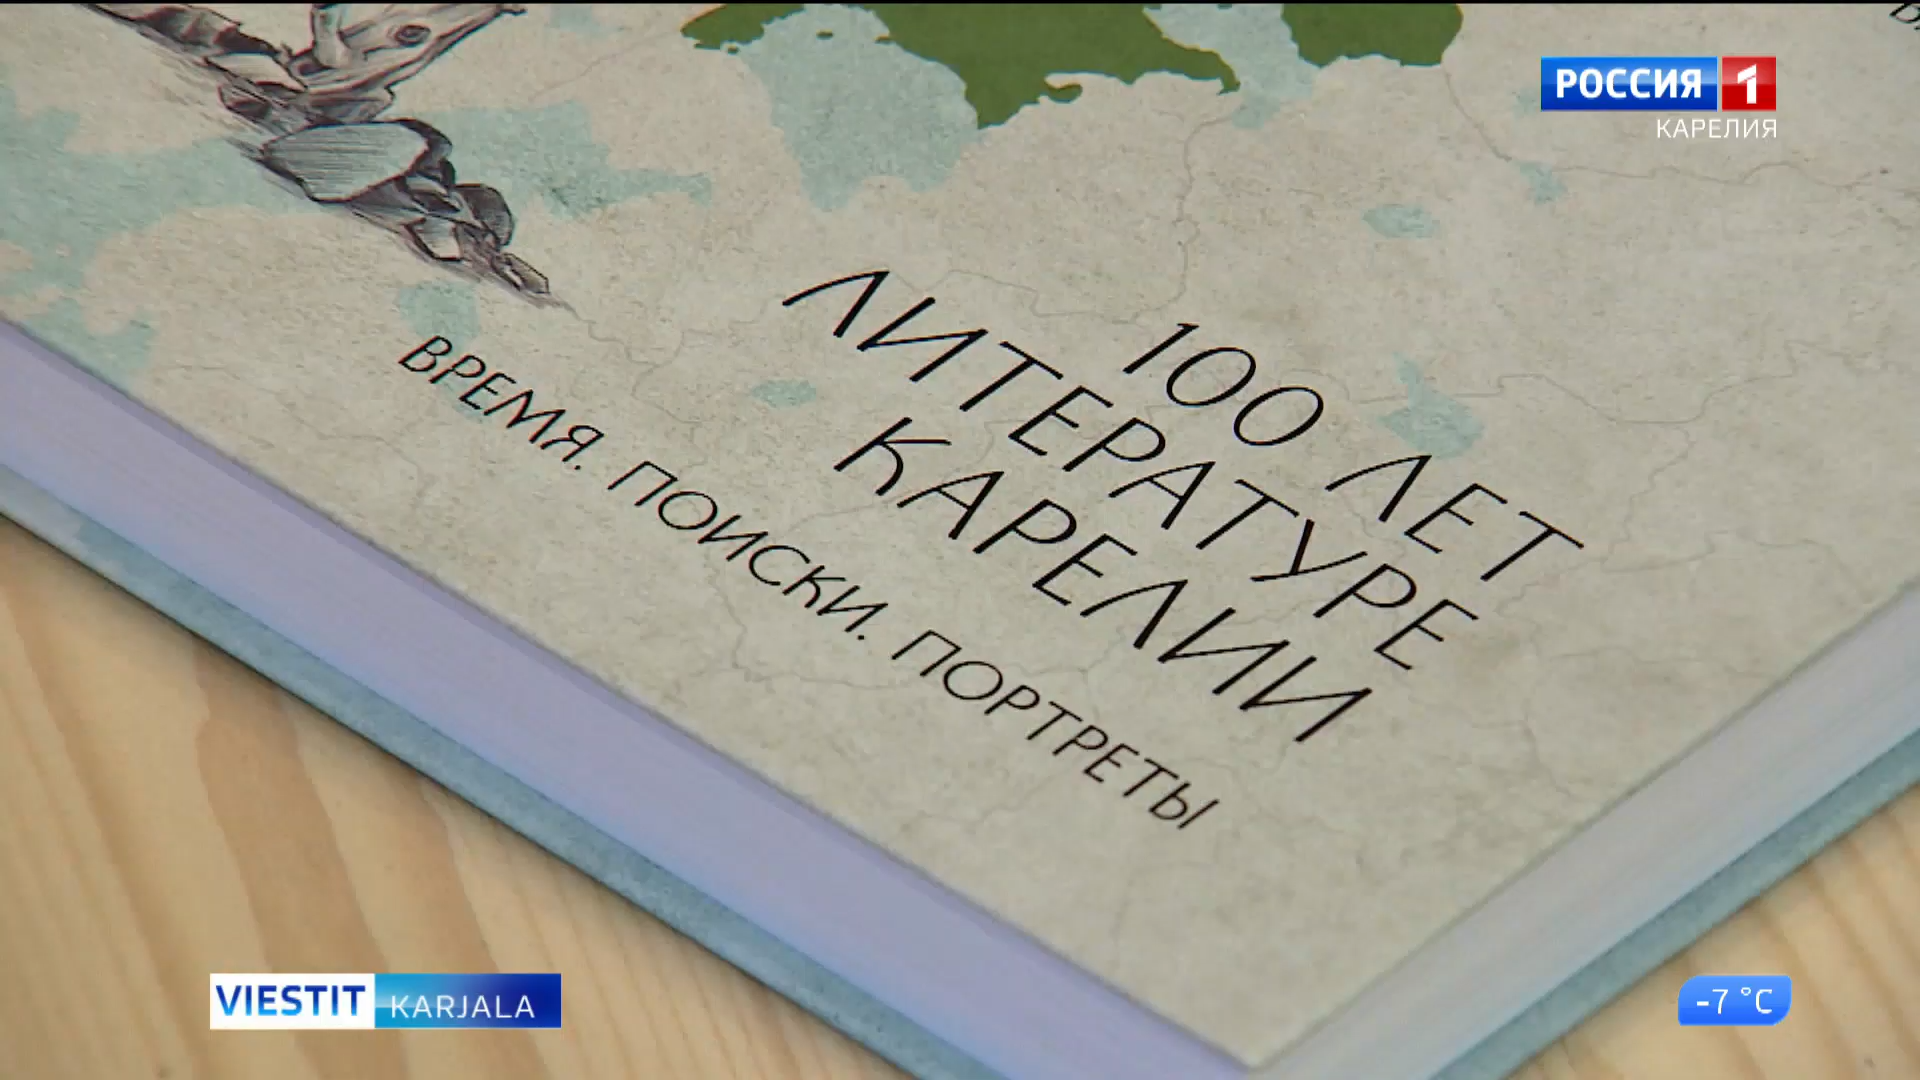 РОССИЯ 1
КАРЕЛИЯ
100 ЛЕТ
ЛИТЕРАТУРЕ
КАРЕЛИИ
ВРЕМЯ. ПОИСКИ. ПОРТРЕТЫ
VIESTIT KARJALA
-7 °C